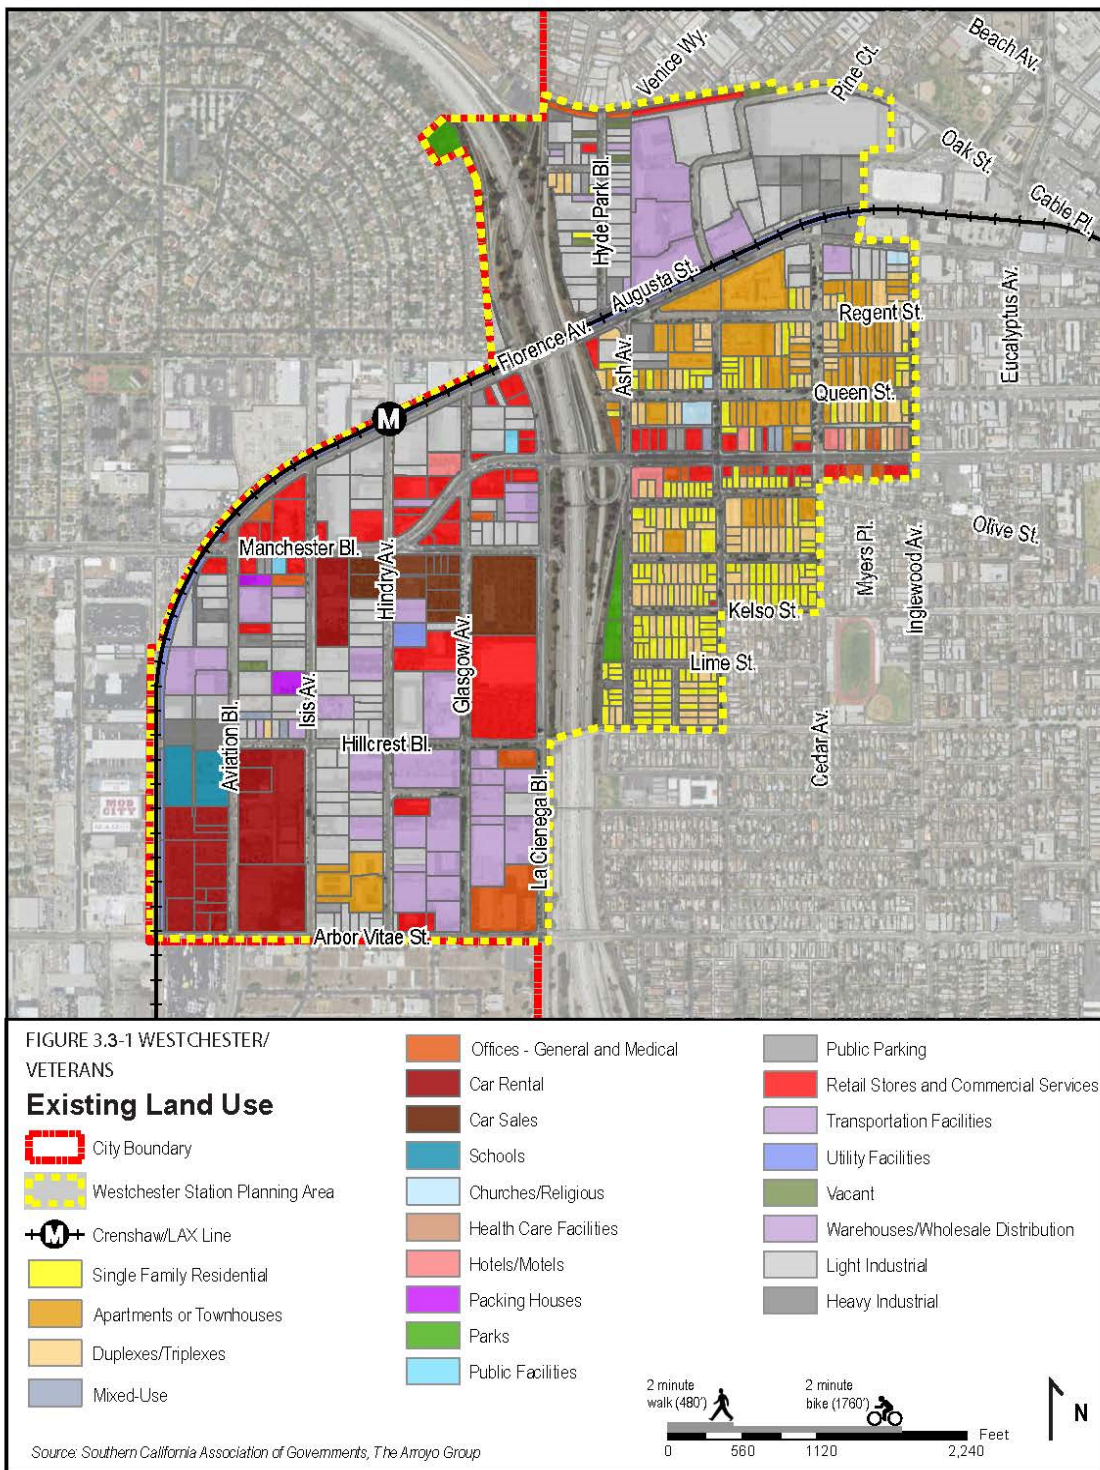 Venice Wy.
Pine Ct.
Beach Av.
Oak St.
Cable Pl.
Hyde Park Bl.
Augusta St.
Florence Av.
Regent St.
Eucalyptus Av.
Ash Av.
Queen St.
M
Manchester Bl.
Hindry Av.
Olive St.
Myers Pl.
Inglewood Av.
Kelso St.
Lime St.
Glasgow Av.
Isis Av.
Aviation Bl.
Hillcrest Bl.
La Cienega Bl.
Cedar Av.
MOB
CITY
Arbor Vitae St.
FIGURE 3.3-1 WESTCHESTER/
VETERANS
Existing Land Use
City Boundary
Westchester Station Planning Area
M Crenshaw/LAX Line
Single Family Residential
Apartments or Townhouses
Duplexes/Triplexes
Mixed-Use
Offices - General and Medical
Car Rental
Car Sales
Schools
Churches/Religious
Health Care Facilities
Hotels/Motels
Packing Houses
Parks
Public Facilities
Public Parking
Retail Stores and Commercial Services
Transportation Facilities
Utility Facilities
Vacant
Warehouses/Wholesale Distribution
Light Industrial
Heavy Industrial
2 minute
walk (480')
2 minute
bike (1760')
Feet
0 560 1120 2,240
N
Source: Southern California Association of Governments, The Arroyo Group